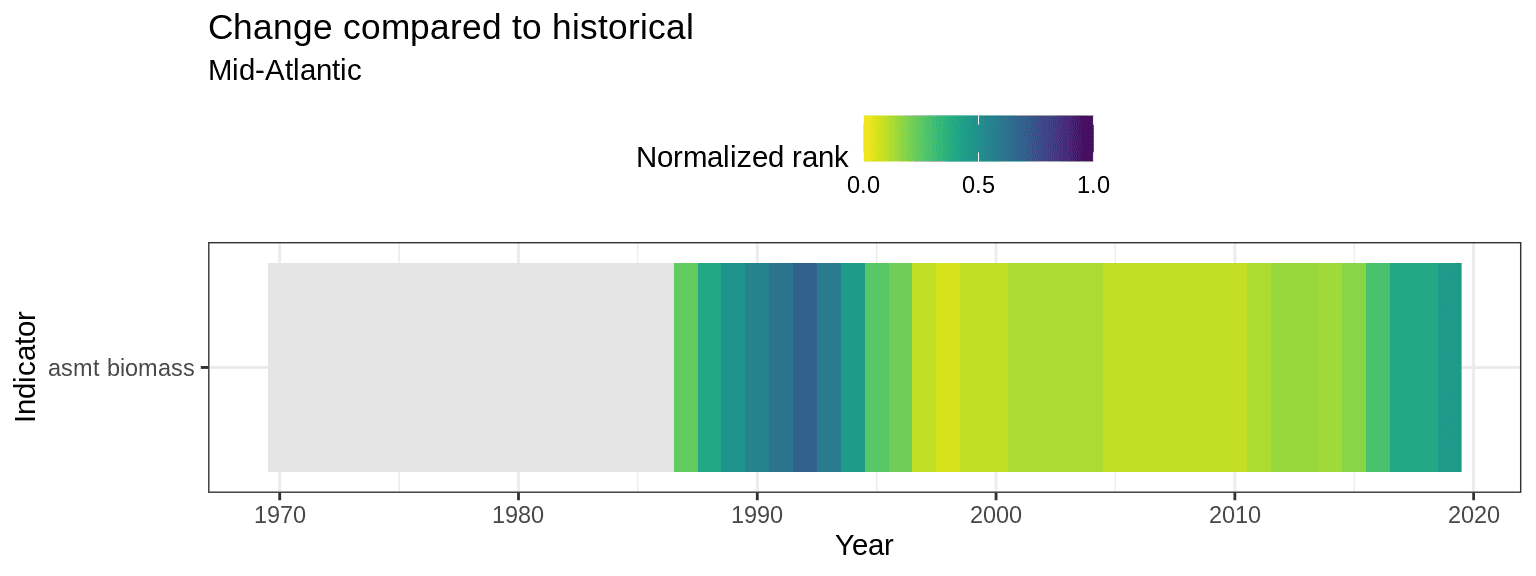 Change compared to historical
Mid-Atlantic
Normalized rank
0.0 0.5 1.0
Indicator
asmt biomass
1970 1980 1990 2000 2010 2020
Year